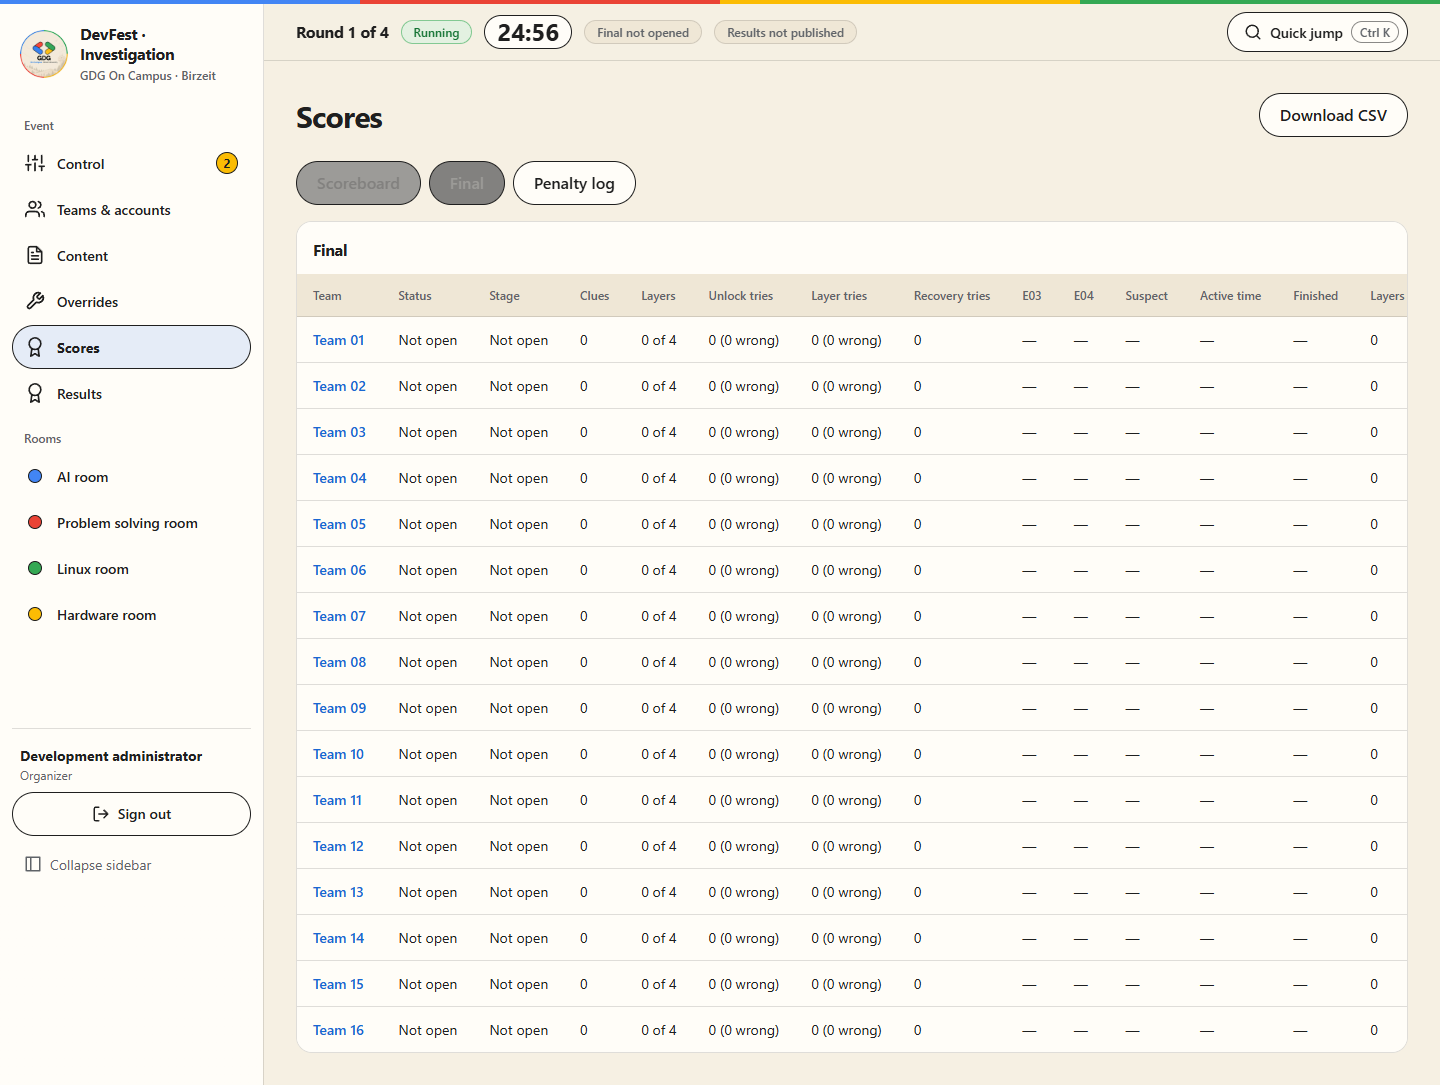 DevFest ·
Investigation
GDG On Campus · Birzeit
GDG
Event
Control 2
Teams & accounts
Content
Overrides
Scores
Results
Rooms
AI room
Problem solving room
Linux room
Hardware room
Development administrator
Organizer
Sign out
Collapse sidebar
Round 1 of 4 Running 24:56 Final not opened Results not published Quick jump Ctrl K
Scores Download CSV
Scoreboard Final Penalty log
Final
Team Status Stage Clues Layers Unlock tries Layer tries Recovery tries E03 E04 Suspect Active time Finished Layers
Team 01 Not open Not open 0 0 of 4 0 (0 wrong) 0 (0 wrong) 0 — — — — — 0
Team 02 Not open Not open 0 0 of 4 0 (0 wrong) 0 (0 wrong) 0 — — — — — 0
Team 03 Not open Not open 0 0 of 4 0 (0 wrong) 0 (0 wrong) 0 — — — — — 0
Team 04 Not open Not open 0 0 of 4 0 (0 wrong) 0 (0 wrong) 0 — — — — — 0
Team 05 Not open Not open 0 0 of 4 0 (0 wrong) 0 (0 wrong) 0 — — — — — 0
Team 06 Not open Not open 0 0 of 4 0 (0 wrong) 0 (0 wrong) 0 — — — — — 0
Team 07 Not open Not open 0 0 of 4 0 (0 wrong) 0 (0 wrong) 0 — — — — — 0
Team 08 Not open Not open 0 0 of 4 0 (0 wrong) 0 (0 wrong) 0 — — — — — 0
Team 09 Not open Not open 0 0 of 4 0 (0 wrong) 0 (0 wrong) 0 — — — — — 0
Team 10 Not open Not open 0 0 of 4 0 (0 wrong) 0 (0 wrong) 0 — — — — — 0
Team 11 Not open Not open 0 0 of 4 0 (0 wrong) 0 (0 wrong) 0 — — — — — 0
Team 12 Not open Not open 0 0 of 4 0 (0 wrong) 0 (0 wrong) 0 — — — — — 0
Team 13 Not open Not open 0 0 of 4 0 (0 wrong) 0 (0 wrong) 0 — — — — — 0
Team 14 Not open Not open 0 0 of 4 0 (0 wrong) 0 (0 wrong) 0 — — — — — 0
Team 15 Not open Not open 0 0 of 4 0 (0 wrong) 0 (0 wrong) 0 — — — — — 0
Team 16 Not open Not open 0 0 of 4 0 (0 wrong) 0 (0 wrong) 0 — — — — — 0